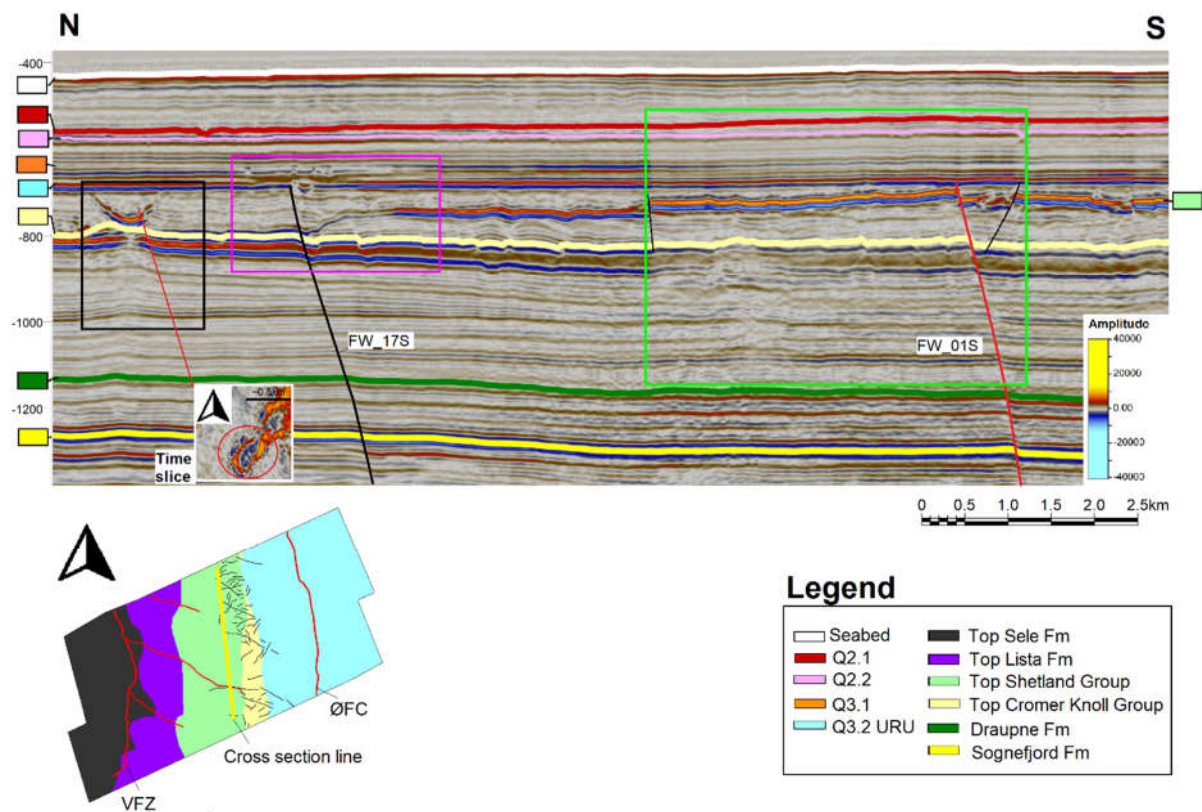 N
S
-400
-800
-1000
-1200
FW_17S
FW_01S
Amplitudo
40000
20000
0.00
-20000
-40000
~0.5km
Time
slice
0 0.5 1.0 1.5 2.0 2.5km
ØFC
Cross section line
VFZ
Legend
Seabed
Q2.1
Q2.2
Q3.1
Q3.2 URU
Top Sele Fm
Top Lista Fm
Top Shetland Group
Top Cromer Knoll Group
Draupne Fm
Sognefjord Fm